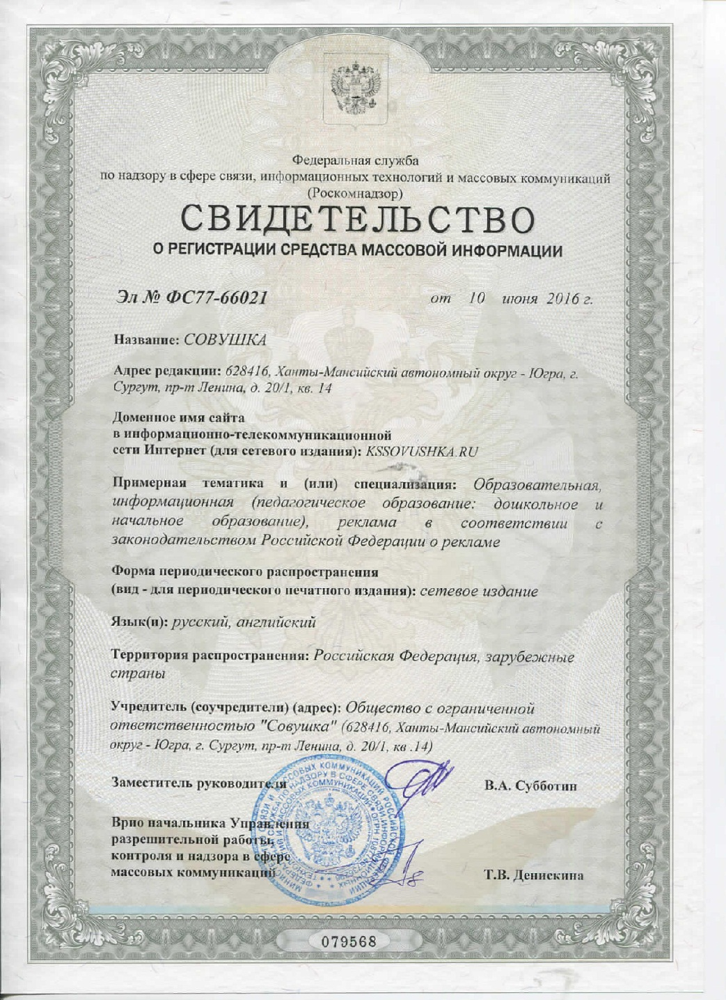 Федеральная служба
по надзору в сфере связи, информационных технологий и массовых коммуникаций
(Роскомнадзор)
СВИДЕТЕЛЬСТВО
О РЕГИСТРАЦИИ СРЕДСТВА МАССОВОЙ ИНФОРМАЦИИ
Эл № ФС77-66021 от 10 июня 2016 г.
Название: СОВУШКА
Адрес редакции: 628416, Ханты-Мансийский автономный округ - Югра, г.
Сургут, пр-т Ленина, д. 20/1, кв. 14
Доменное имя сайта
в информационно-телекоммуникационной
сети Интернет (для сетевого издания): KSSOVUSHKA.RU
Примерная тематика и (или) специализация: Образовательная,
информационная (педагогическое образование: дошкольное и
начальное образование), реклама в соответствии с
законодательством Российской Федерации о рекламе
Форма периодического распространения
(вид - для периодического печатного издания): сетевое издание
Язык(и): русский, английский
Территория распространения: Российская Федерация, зарубежные
страны
Учредитель (соучредители) (адрес): Общество с ограниченной
ответственностью "Совушка" (628416, Ханты-Мансийский автономный
округ - Югра, г. Сургут, пр-т Ленина, д. 20/1, кв .14)
Заместитель руководителя В.А. Субботин
Врио начальника Управления
разрешительной работы,
контроля и надзора в сфере
массовых коммуникаций Т.В. Денискина
079568